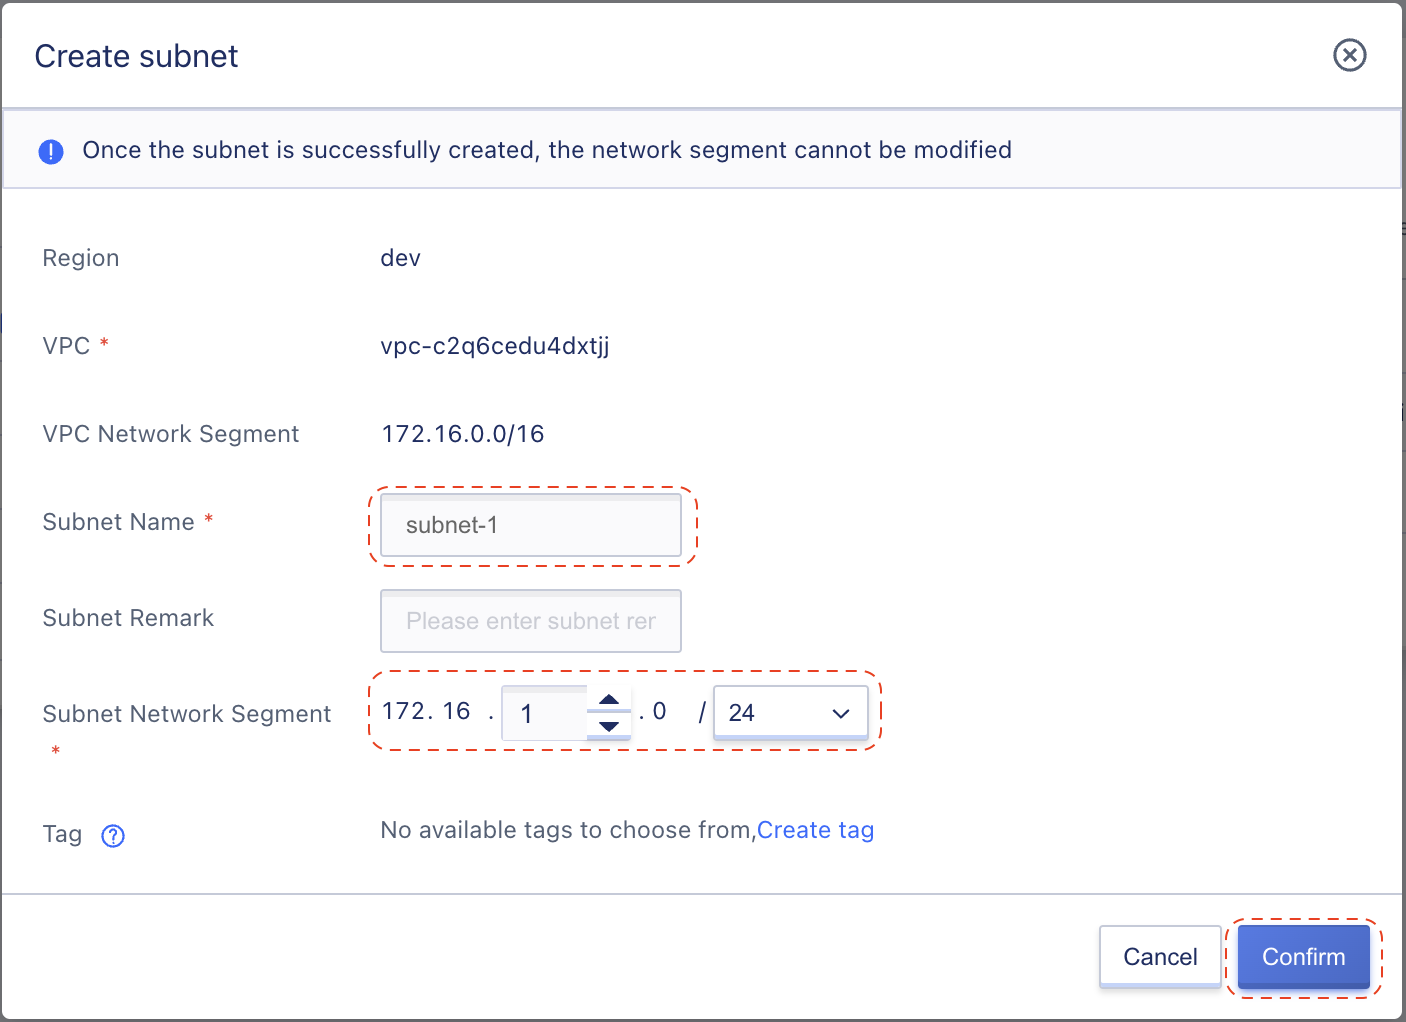 Create subnet
Once the subnet is successfully created, the network segment cannot be modified
Region dev
VPC * vpc-c2q6cedu4dxtjj
VPC Network Segment 172.16.0.0/16
Subnet Name * subnet-1
Subnet Remark Please enter subnet rer
Subnet Network Segment * 172. 16 . 1 . 0 / 24
Tag ? No available tags to choose from,Create tag
Cancel Confirm